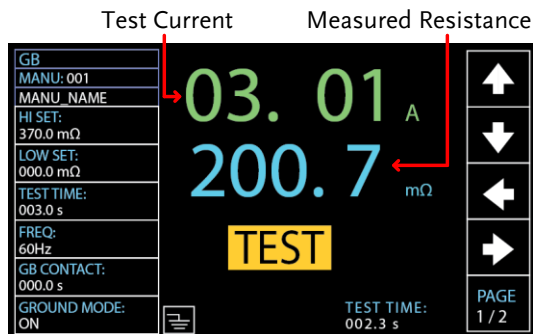 Test Current Measured Resistance
GB
MANU: 001
MANU_NAME
HI SET:
370.0 mΩ
LOW SET:
000.0 mΩ
TEST TIME:
003.0 s
FREQ:
60Hz
GB CONTACT:
000.0 s
GROUND MODE:
ON
03. 01 A
200. 7 mΩ
TEST
TEST TIME:
002.3 s
PAGE
1 / 2